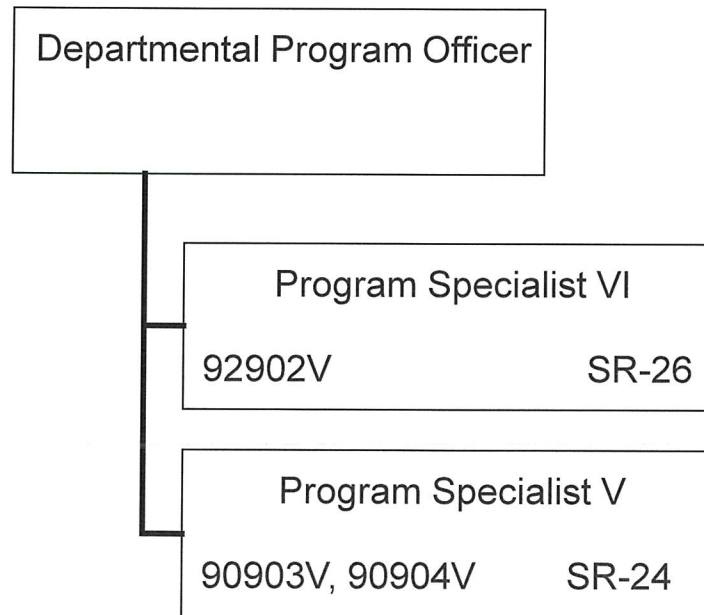 Departmental Program Officer
Program Specialist VI
92902V SR-26
Program Specialist V
90903V, 90904V SR-24